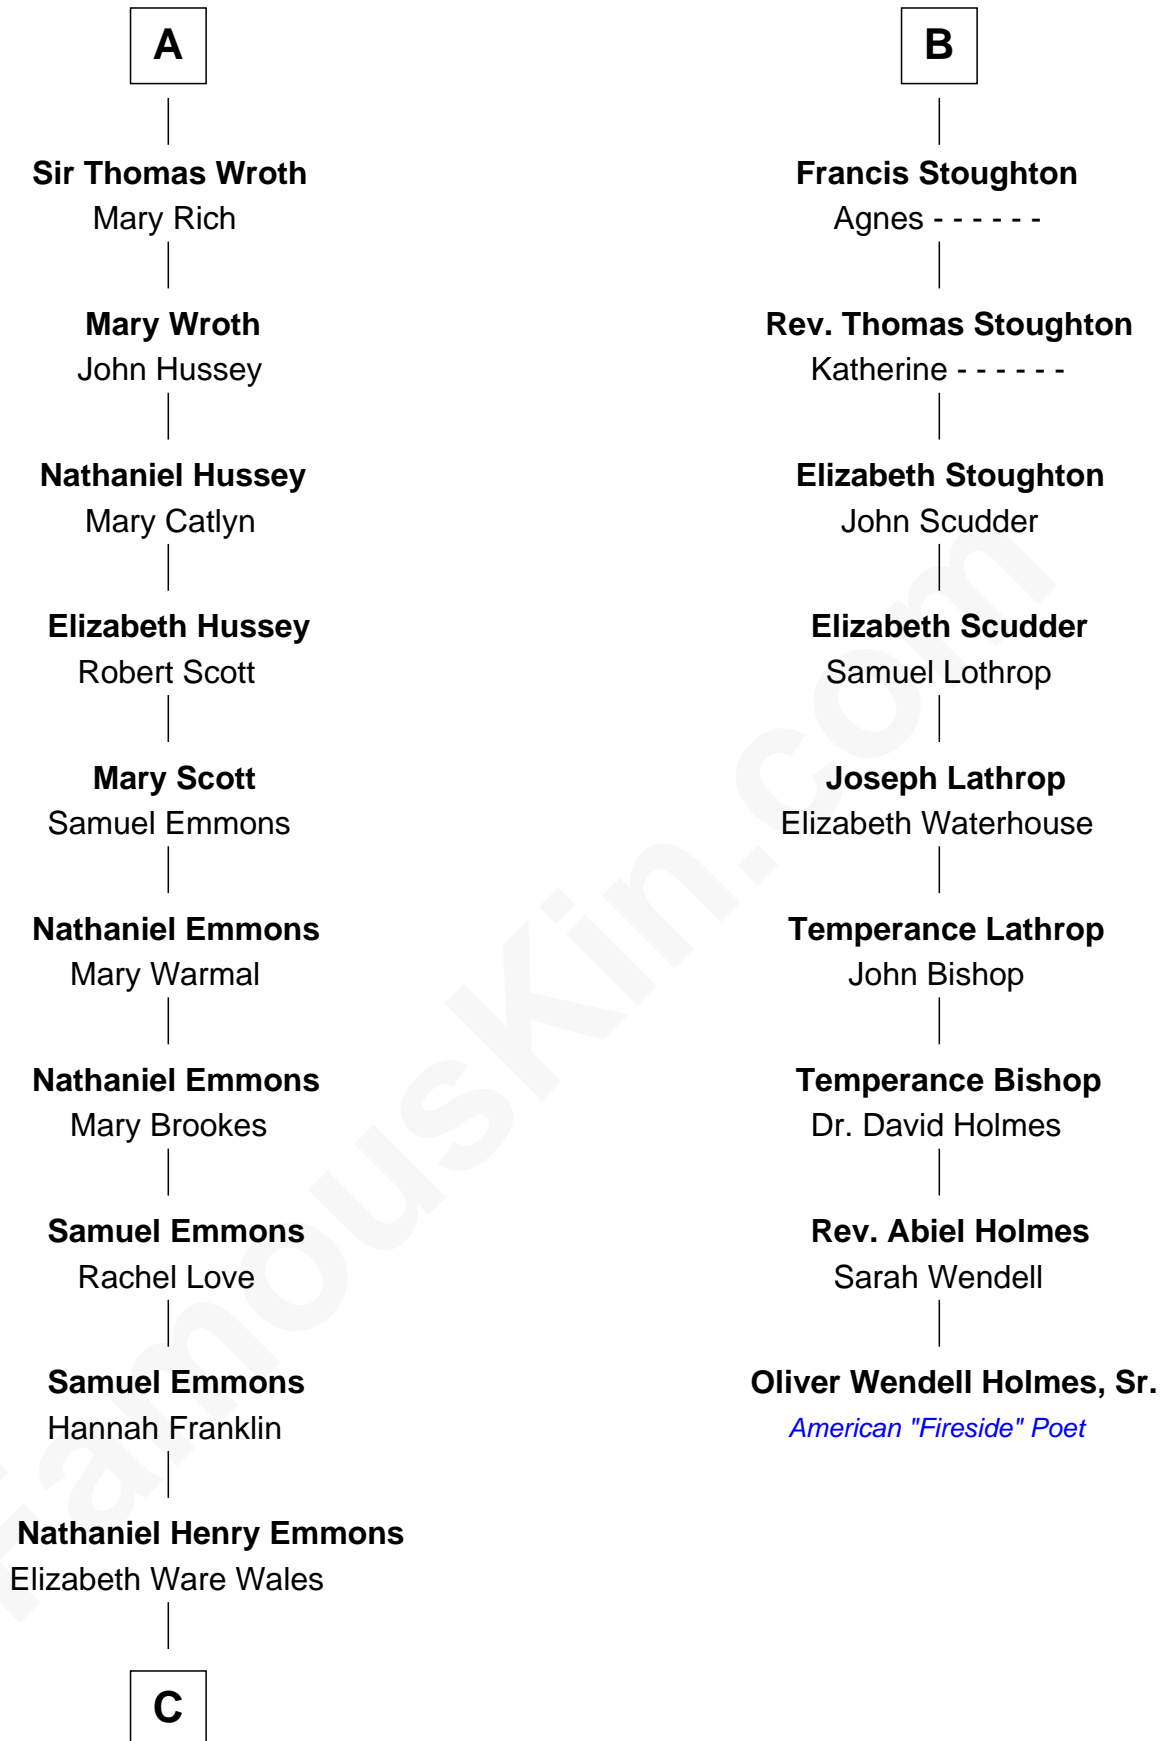 A
Sir Thomas Wroth
Mary Rich
Mary Wroth
John Hussey
Nathaniel Hussey
Mary Catlyn
Elizabeth Hussey
Robert Scott
Mary Scott
Samuel Emmons
Nathaniel Emmons
Mary Warmal
Nathaniel Emmons
Mary Brookes
Samuel Emmons
Rachel Love
Samuel Emmons
Hannah Franklin
Nathaniel Henry Emmons
Elizabeth Ware Wales
C
B
Francis Stoughton
Agnes - - - - - -
Rev. Thomas Stoughton
Katherine - - - - - -
Elizabeth Stoughton
John Scudder
Elizabeth Scudder
Samuel Lothrop
Joseph Lathrop
Elizabeth Waterhouse
Temperance Lathrop
John Bishop
Temperance Bishop
Dr. David Holmes
Rev. Abiel Holmes
Sarah Wendell
Oliver Wendell Holmes, Sr.
American "Fireside" Poet
FamousKin.com